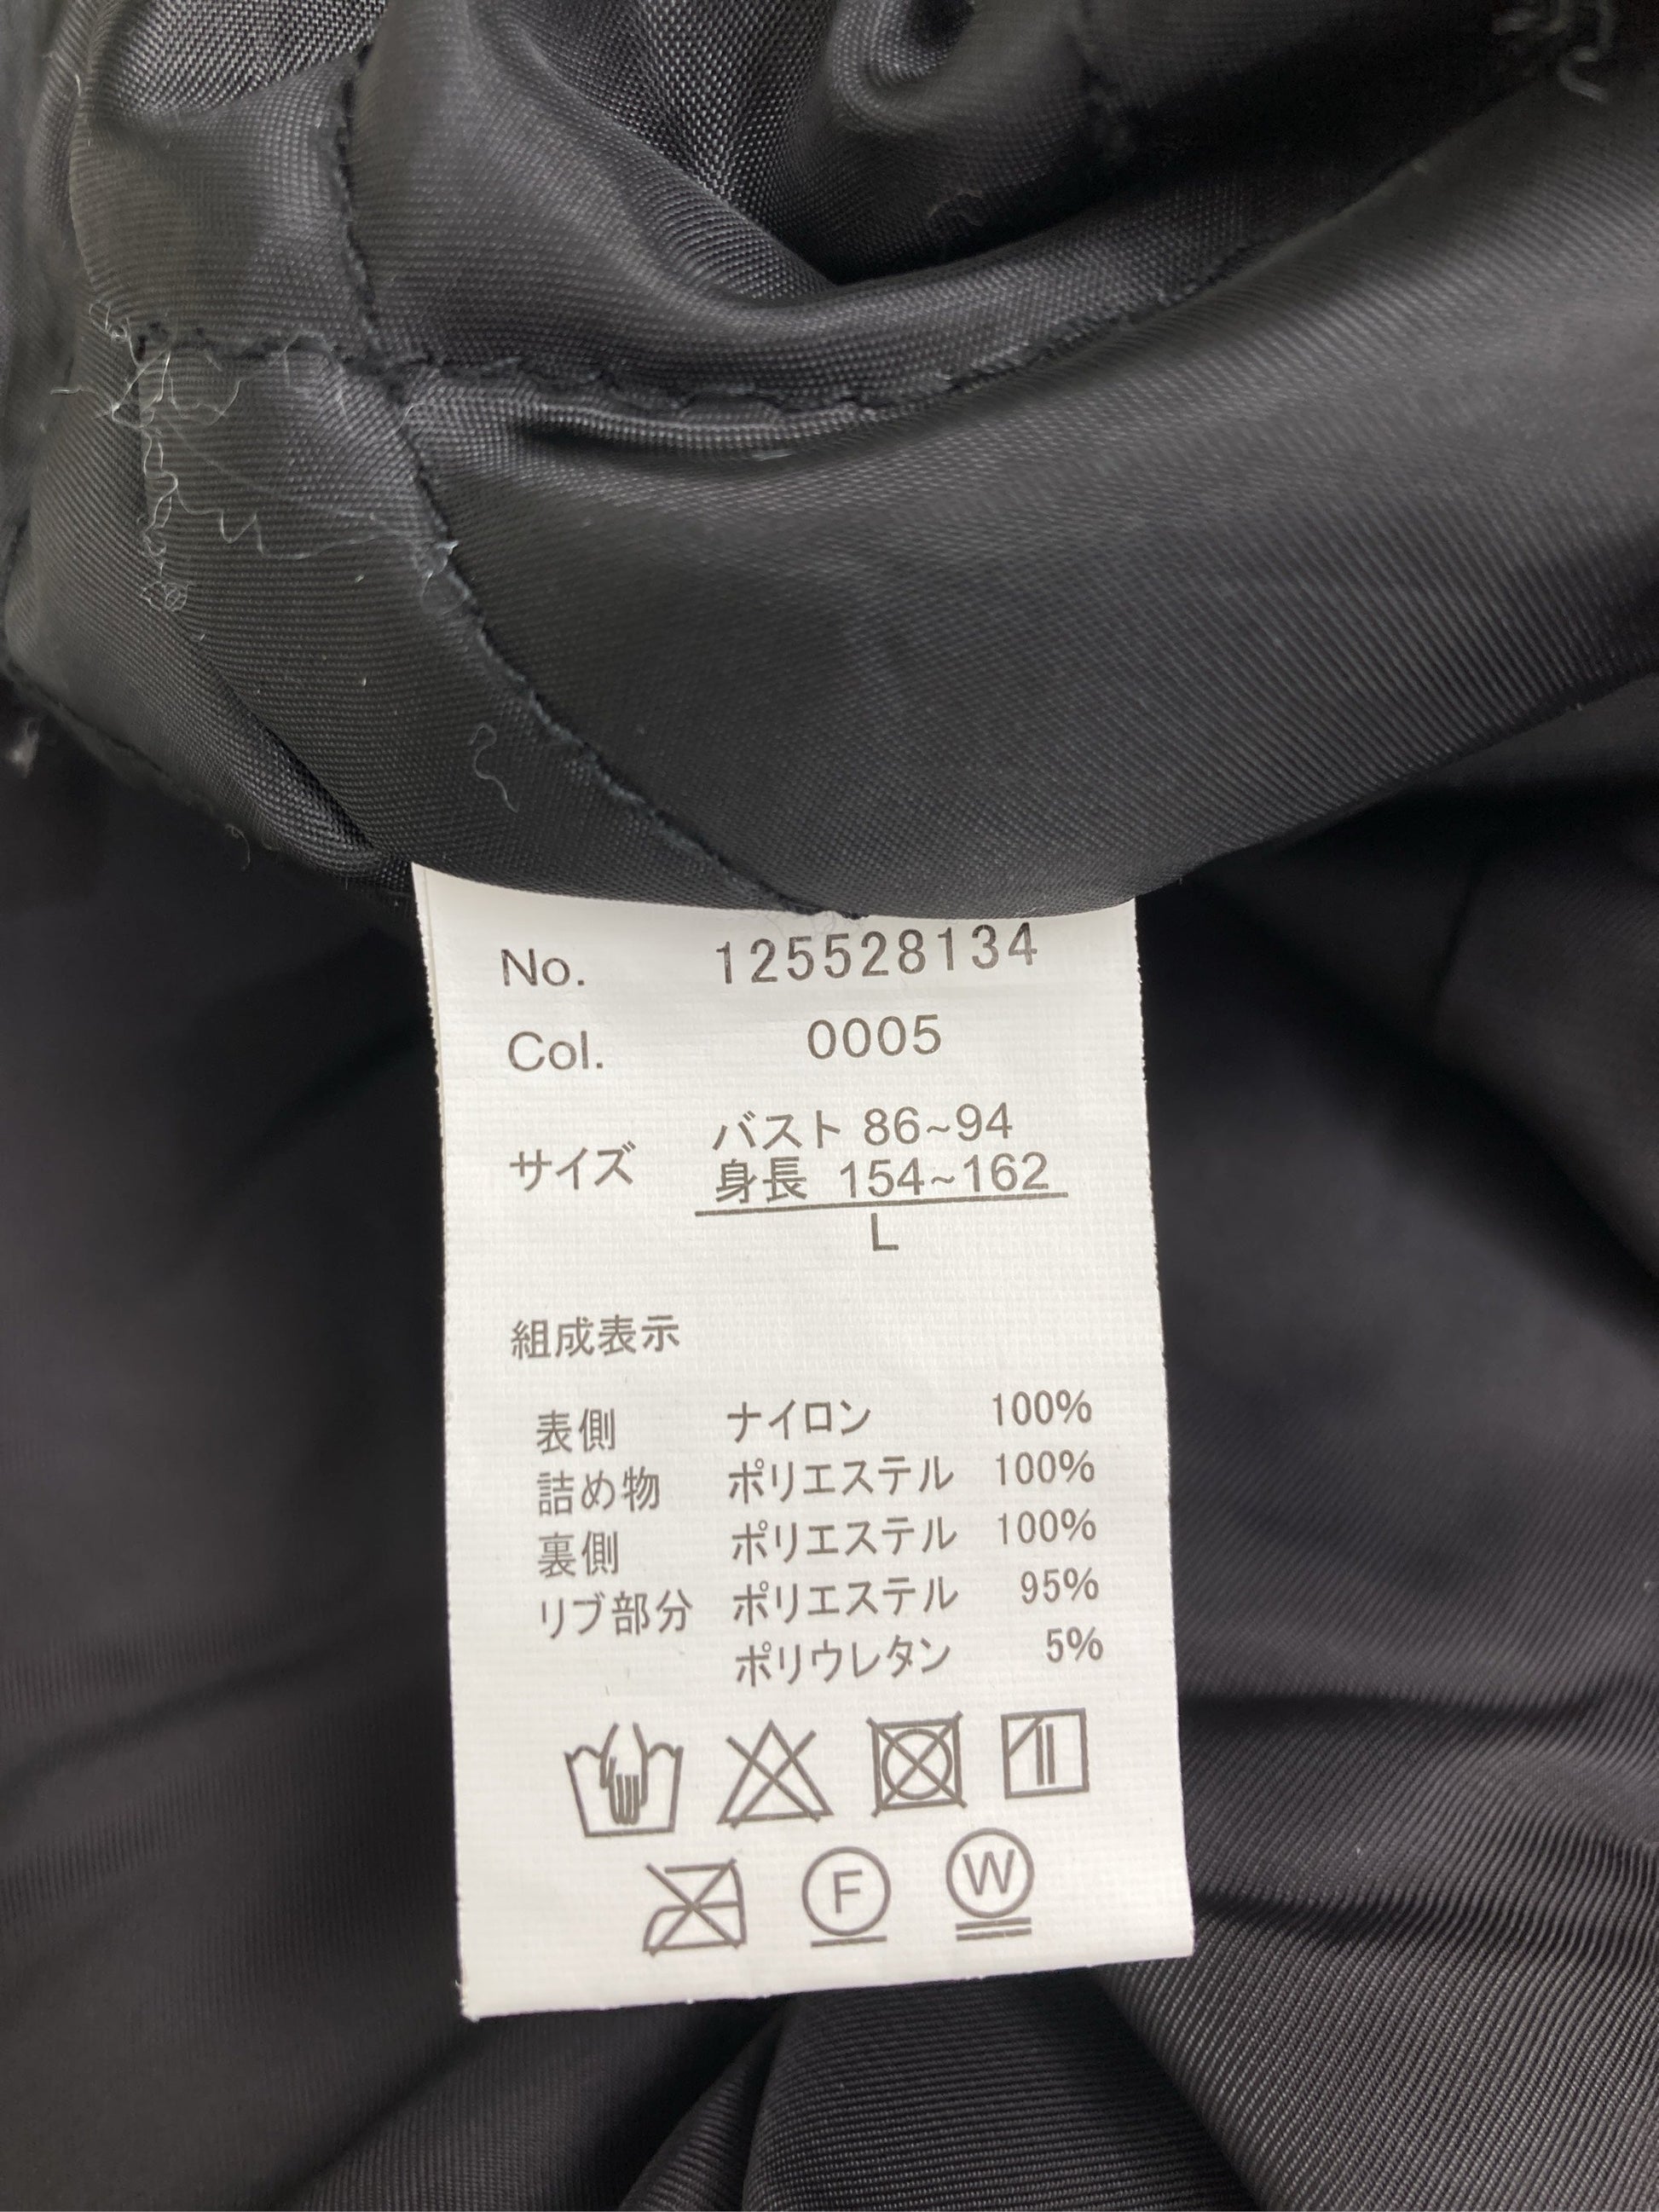 No. 125528134
Col. 0005
サイズ バスト 86~94
身長 154~162
L
組成表示
表側 ナイロン 100%
詰め物 ポリエステル 100%
裏側 ポリエステル 100%
リブ部分 ポリエステル 95%
ポリウレタン 5%
F W